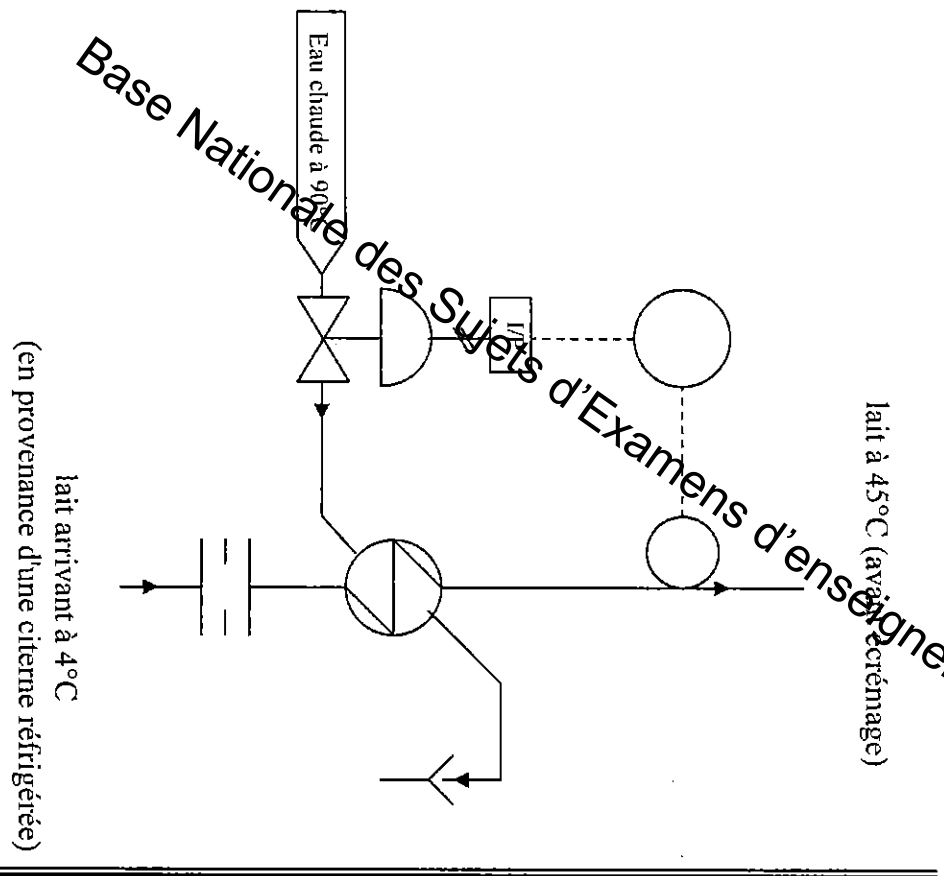 lait à 45°C (avant écrémage)
Eau chaude à 90°C
I/P
lait arrivant à 4°C
(en provenance d'une citerne réfrigérée)
Base Nationale des Sujets d'Examens d'enseigne